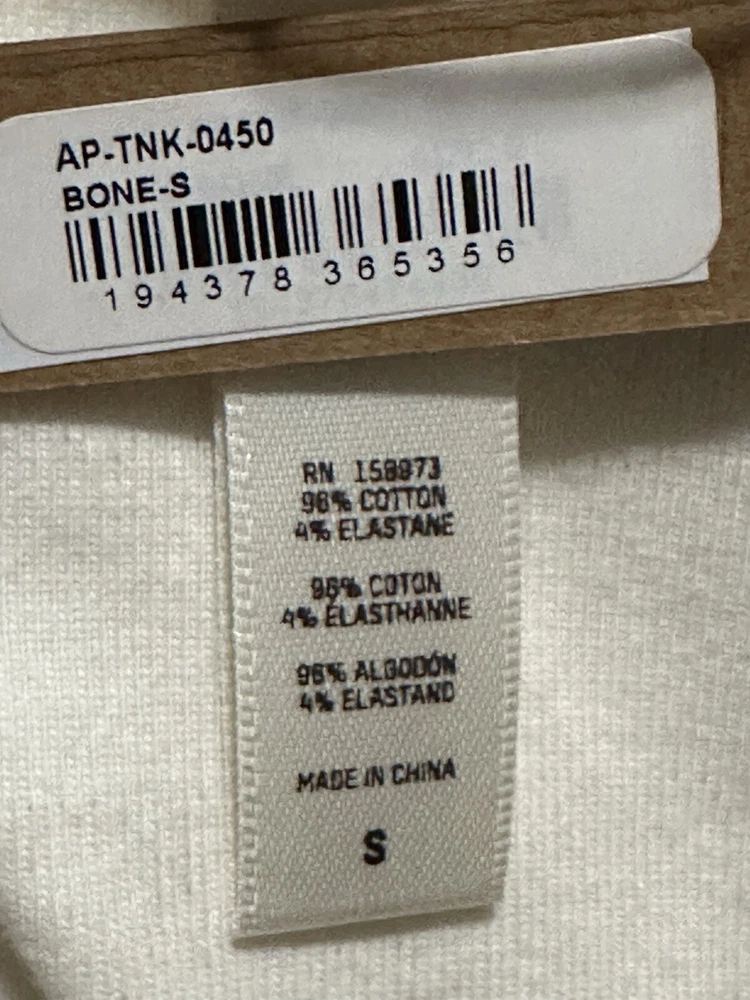 AP-TNK-0450
BONE-S
194378 365356
RN 158973
96% COTTON
4% ELASTANE
96% COTON
4% ÉLASTHANNE
96% ALGODÓN
4% ELASTANO
MADE IN CHINA
S